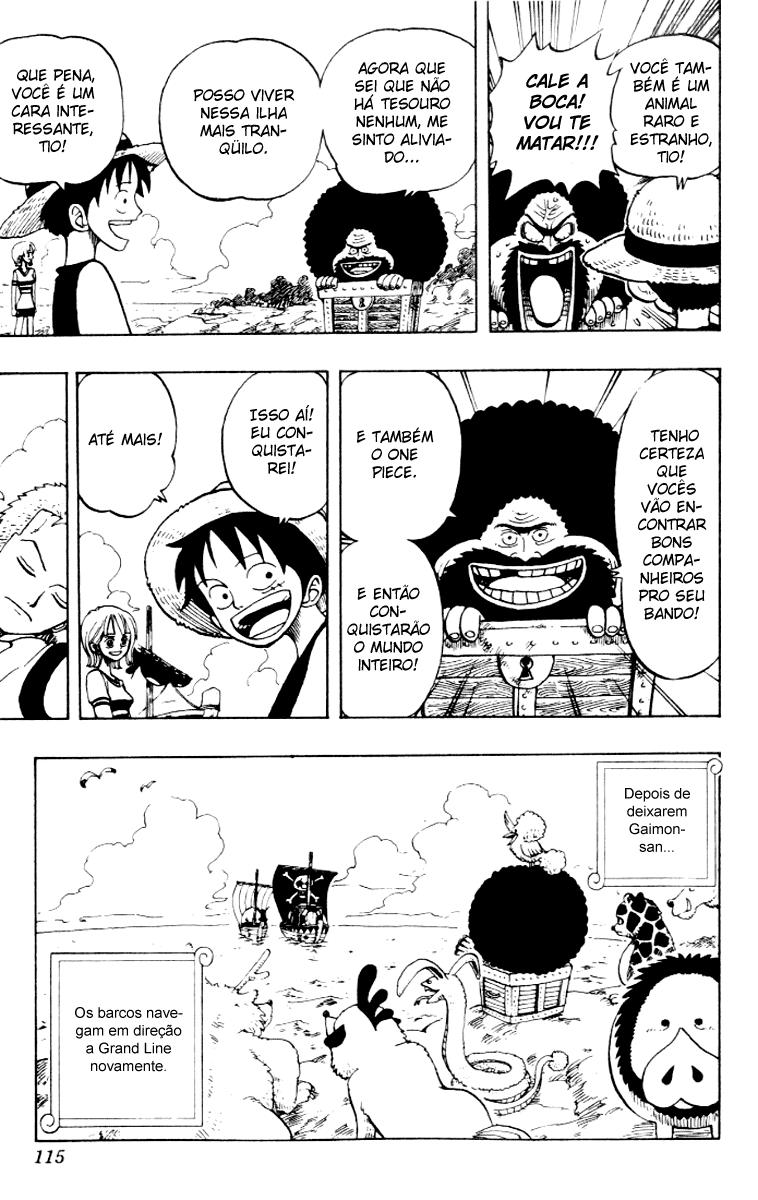 VOCÊ TAM-
BÉM É UM
ANIMAL
RARO E
ESTRANHO,
TIO!
CALE A
BOCA!
VOU TE
MATAR!!!
AGORA QUE
SEI QUE NÃO
HÁ TESOURO
NENHUM, ME
SINTO ALIVIA-
DO...
POSSO VIVER
NESSA ILHA
MAIS TRAN-
QÜILO.
QUE PENA,
VOCÊ É UM
CARA INTE-
RESSANTE,
TIO!
TENHO
CERTEZA
QUE
VOCÊS
VÃO EN-
CONTRAR
BONS
COMPA-
NHEIROS
PRO SEU
BANDO!
E TAMBÉM
O ONE
PIECE.
E ENTÃO
CON-
QUISTARÃO
O MUNDO
INTEIRO!
ISSO AÍ!
EU CON-
QUISTA-
REI!
ATÉ MAIS!
Depois de
deixarem
Gaimon-
san...
Os barcos nave-
gam em direção
a Grand Line
novamente.
115